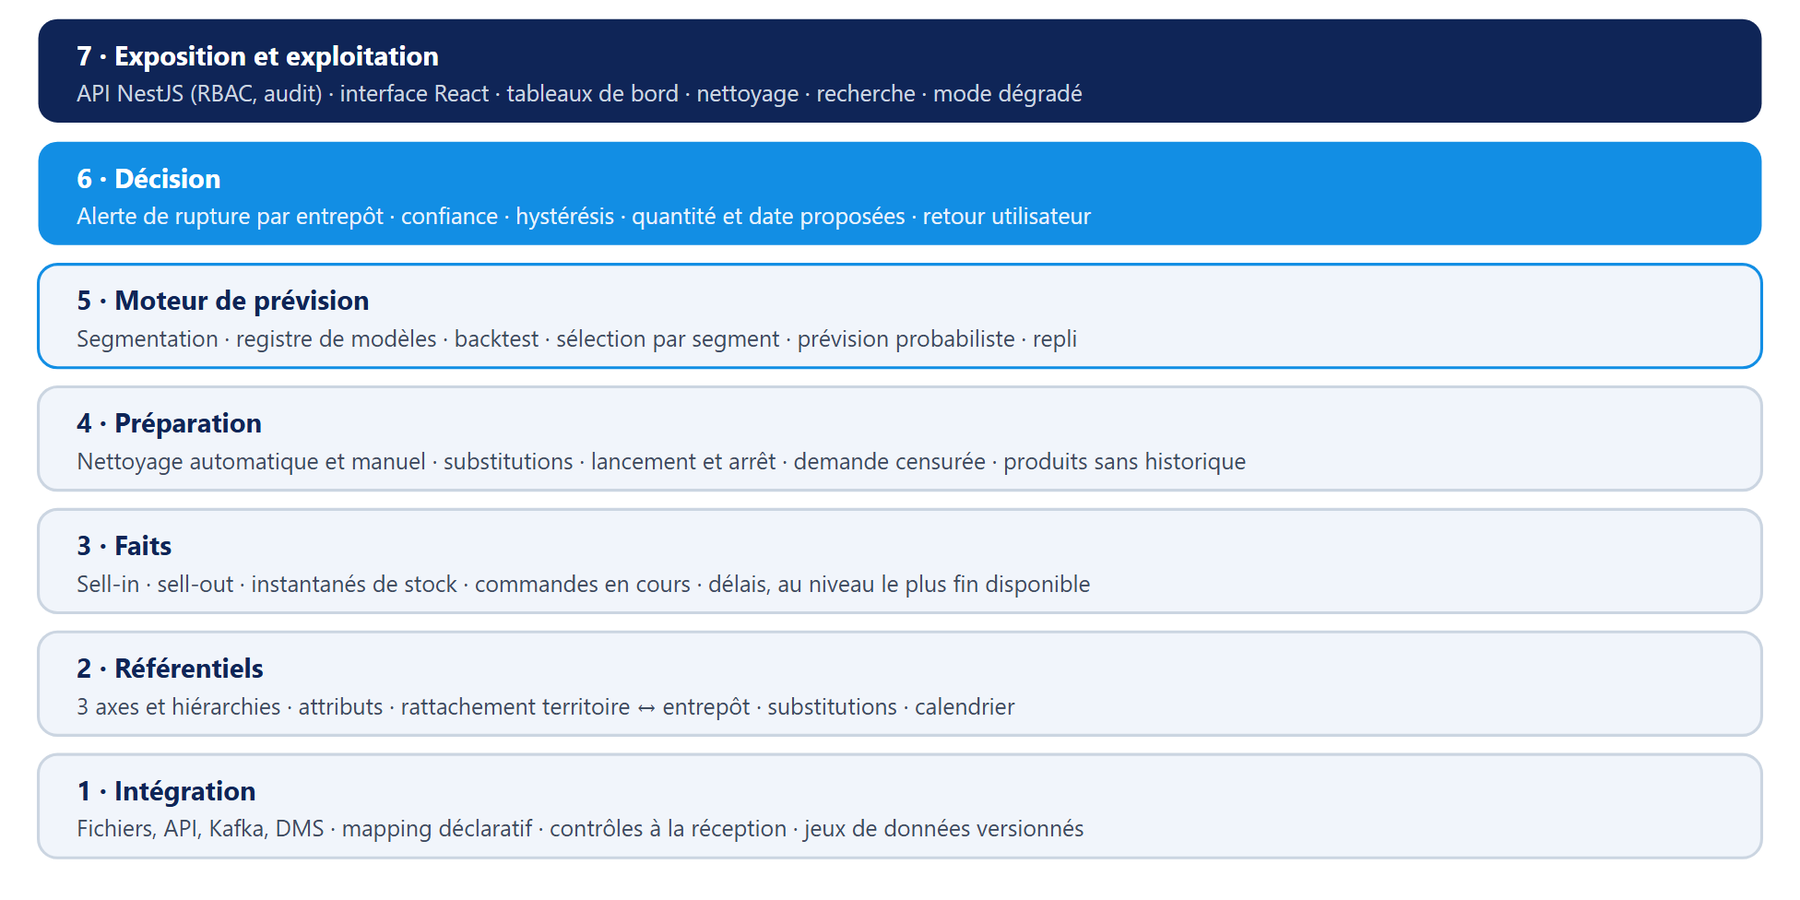 7 · Exposition et exploitation
API NestJS (RBAC, audit) · interface React · tableaux de bord · nettoyage · recherche · mode dégradé
6 · Décision
Alerte de rupture par entrepôt · confiance · hystérésis · quantité et date proposées · retour utilisateur
5 · Moteur de prévision
Segmentation · registre de modèles · backtest · sélection par segment · prévision probabiliste · repli
4 · Préparation
Nettoyage automatique et manuel · substitutions · lancement et arrêt · demande censurée · produits sans historique
3 · Faits
Sell-in · sell-out · instantanés de stock · commandes en cours · délais, au niveau le plus fin disponible
2 · Référentiels
3 axes et hiérarchies · attributs · rattachement territoire ↔ entrepôt · substitutions · calendrier
1 · Intégration
Fichiers, API, Kafka, DMS · mapping déclaratif · contrôles à la réception · jeux de données versionnés